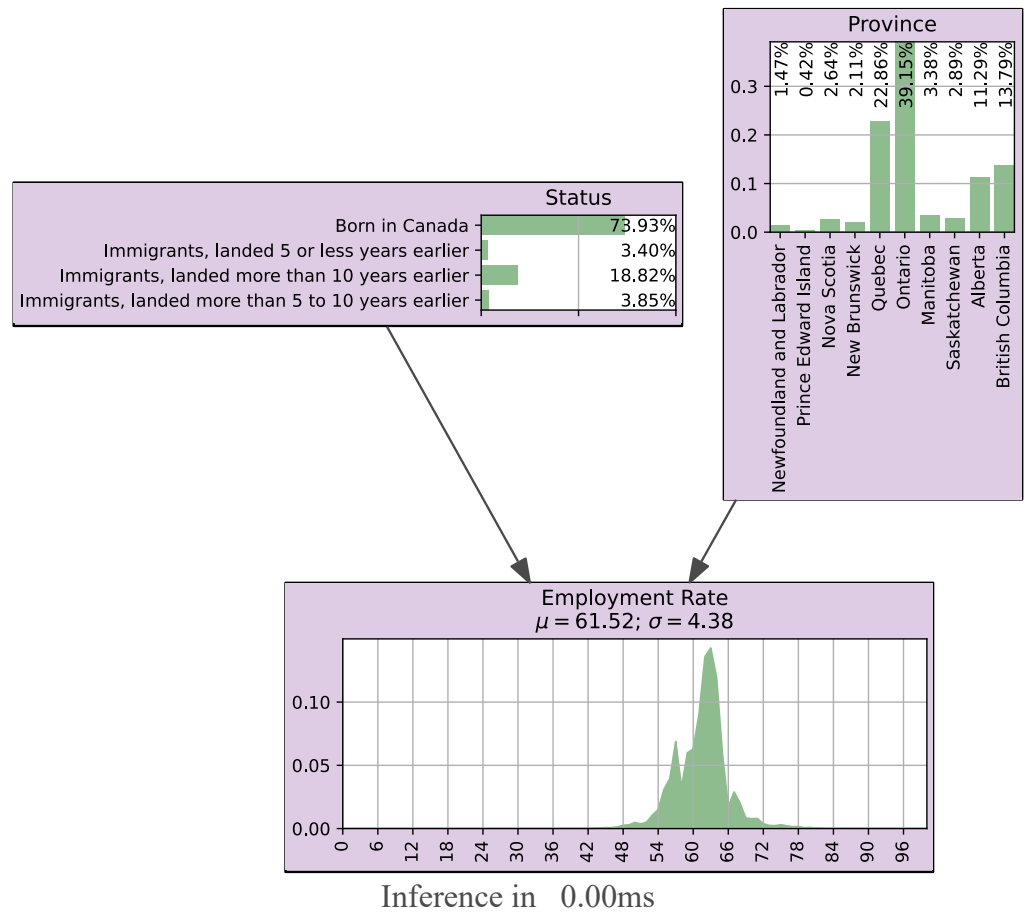 Province
1.47%
0.42%
2.64%
2.11%
22.86%
39.15%
3.38%
2.89%
11.29%
13.79%
0.3
0.2
0.1
0.0
Newfoundland and Labrador
Prince Edward Island
Nova Scotia
New Brunswick
Quebec
Ontario
Manitoba
Saskatchewan
Alberta
British Columbia
Status
Born in Canada 73.93%
Immigrants, landed 5 or less years earlier 3.40%
Immigrants, landed more than 10 years earlier 18.82%
Immigrants, landed more than 5 to 10 years earlier 3.85%
Employment Rate
μ = 61.52; σ = 4.38
0.10
0.05
0.00
0 6 12 18 24 30 36 42 48 54 60 66 72 78 84 90 96
Inference in 0.00ms